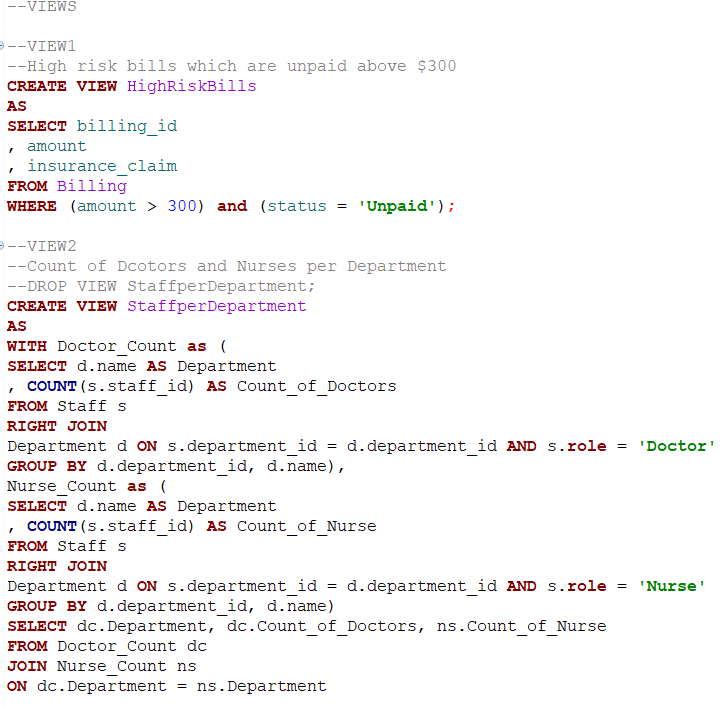 --VIEWS
--VIEW1
--High risk bills which are unpaid above $300
CREATE VIEW HighRiskBills
AS
SELECT billing_id
, amount
, insurance_claim
FROM Billing
WHERE (amount > 300) and (status = 'Unpaid');
--VIEW2
--Count of Dcotors and Nurses per Department
--DROP VIEW StaffperDepartment;
CREATE VIEW StaffperDepartment
AS
WITH Doctor_Count as (
SELECT d.name AS Department
, COUNT(s.staff_id) AS Count_of_Doctors
FROM Staff s
RIGHT JOIN
Department d ON s.department_id = d.department_id AND s.role = 'Doctor'
GROUP BY d.department_id, d.name),
Nurse_Count as (
SELECT d.name AS Department
, COUNT(s.staff_id) AS Count_of_Nurse
FROM Staff s
RIGHT JOIN
Department d ON s.department_id = d.department_id AND s.role = 'Nurse'
GROUP BY d.department_id, d.name)
SELECT dc.Department, dc.Count_of_Doctors, ns.Count_of_Nurse
FROM Doctor_Count dc
JOIN Nurse_Count ns
ON dc.Department = ns.Department